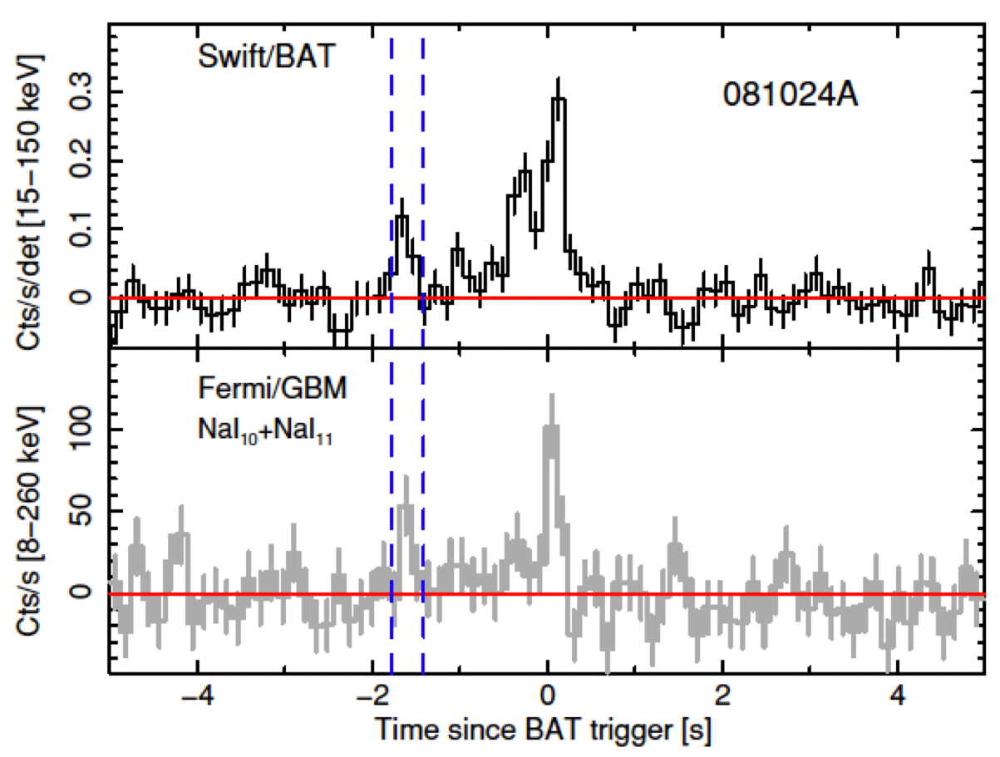 Swift/BAT
081024A
Cts/s/det [15−150 keV]
0.3
0.2
0.1
0
Fermi/GBM
NaI₁₀+NaI₁₁
Cts/s [8−260 keV]
100
50
0
−4 −2 0 2 4
Time since BAT trigger [s]